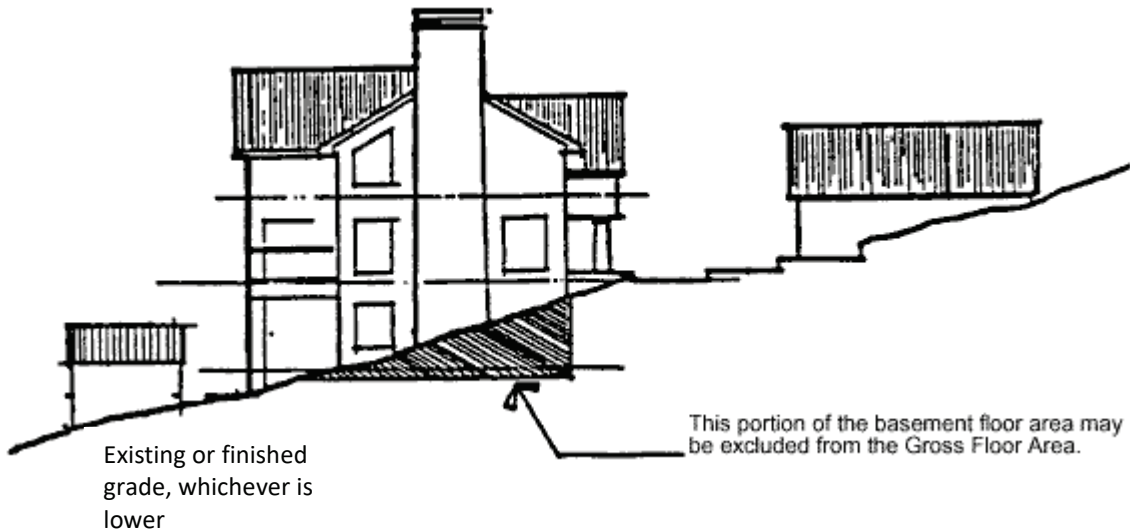 This portion of the basement floor area may
be excluded from the Gross Floor Area.
Existing or finished
grade, whichever is
lower